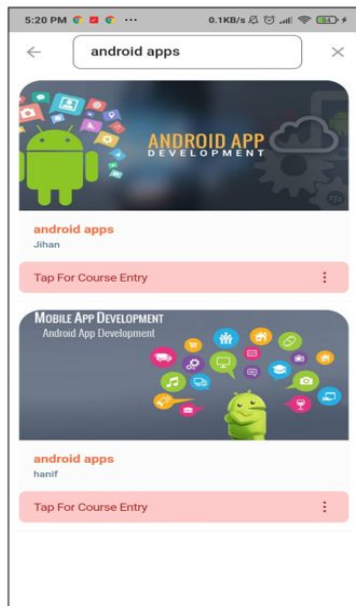 5:20 PM ... 0.1KB/s
android apps
ANDROID APP
DEVELOPMENT
android apps
Jihan
Tap For Course Entry
MOBILE APP DEVELOPMENT
Android App Development
android apps
hanif
Tap For Course Entry